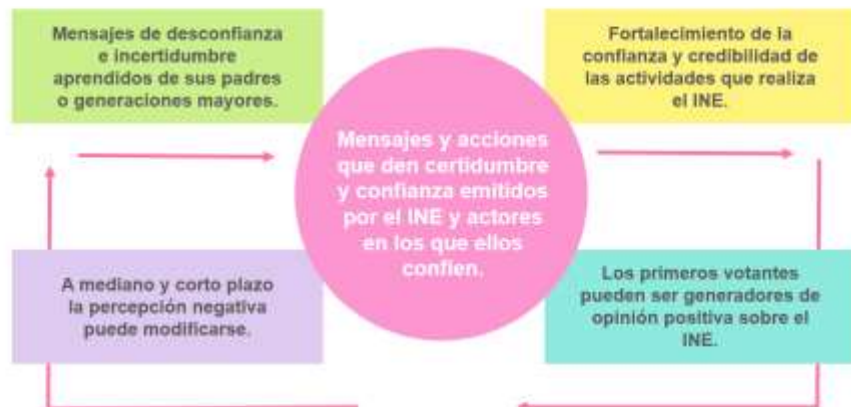 Mensajes de desconfianza
e incertidumbre
aprendidos de sus padres
o generaciones mayores.
Mensajes y acciones
que den certidumbre
y confianza emitidos
por el INE y actores
en los que ellos
confíen.
Fortalecimiento de la
confianza y credibilidad de
las actividades que realiza
el INE.
A mediano y corto plazo
la percepción negativa
puede modificarse.
Los primeros votantes
pueden ser generadores de
opinión positiva sobre el
INE.